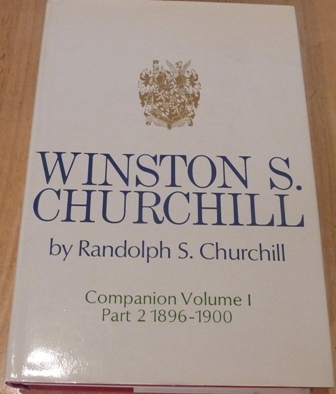 WINSTON S.
CHURCHILL
by Randolph S. Churchill
Companion Volume I
Part 2 1896-1900